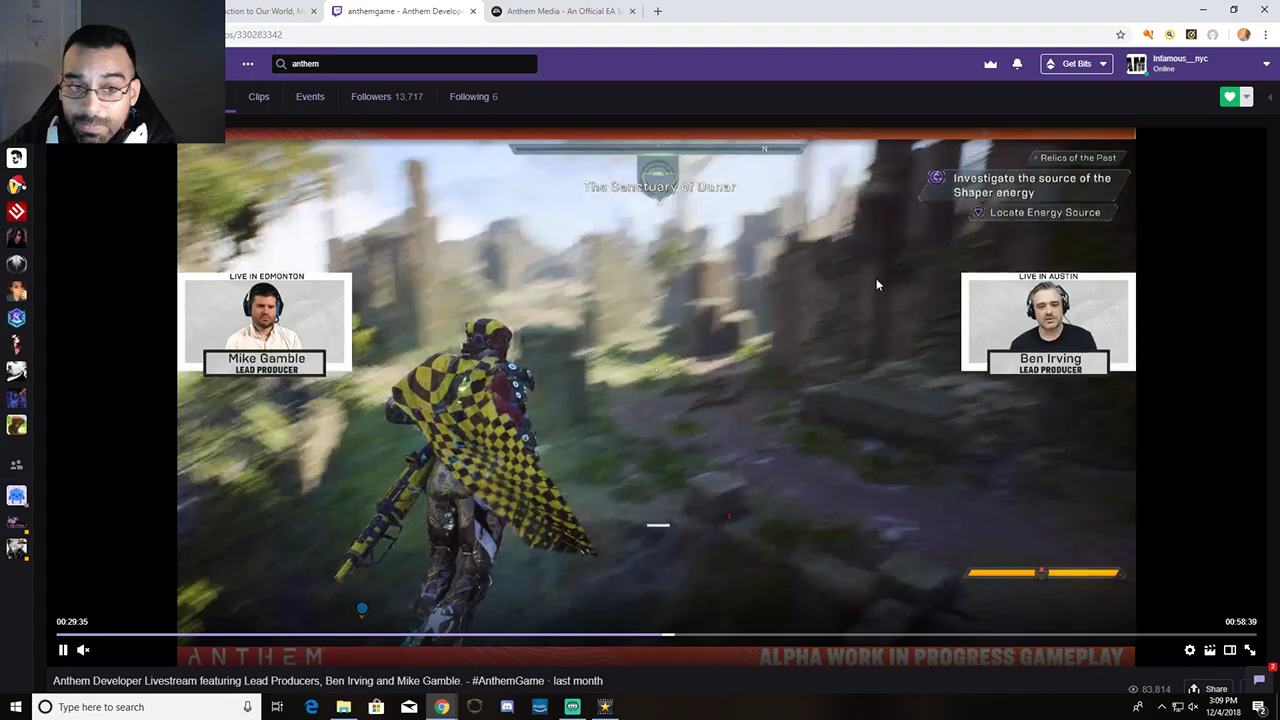 ction to Our World, M
anthemgame - Anthem Develop
Anthem Media - An Official EA S
os/330283342
anthem
Get Bits
Infamous__nyc
Online
Clips
Events
Followers 13,717
Following 6
N
The Sanctuary of Dunar
Relics of the Past
Investigate the source of the
Shaper energy
Locate Energy Source
LIVE IN EDMONTON
Mike Gamble
LEAD PRODUCER
LIVE IN AUSTIN
Ben Irving
LEAD PRODUCER
00:29:35
00:58:39
ANTHEM
ALPHA WORK IN PROGRESS GAMEPLAY
Anthem Developer Livestream featuring Lead Producers, Ben Irving and Mike Gamble. - #AnthemGame · last month
83,814
Share
2
Type here to search
3:09 PM
12/4/2018
2